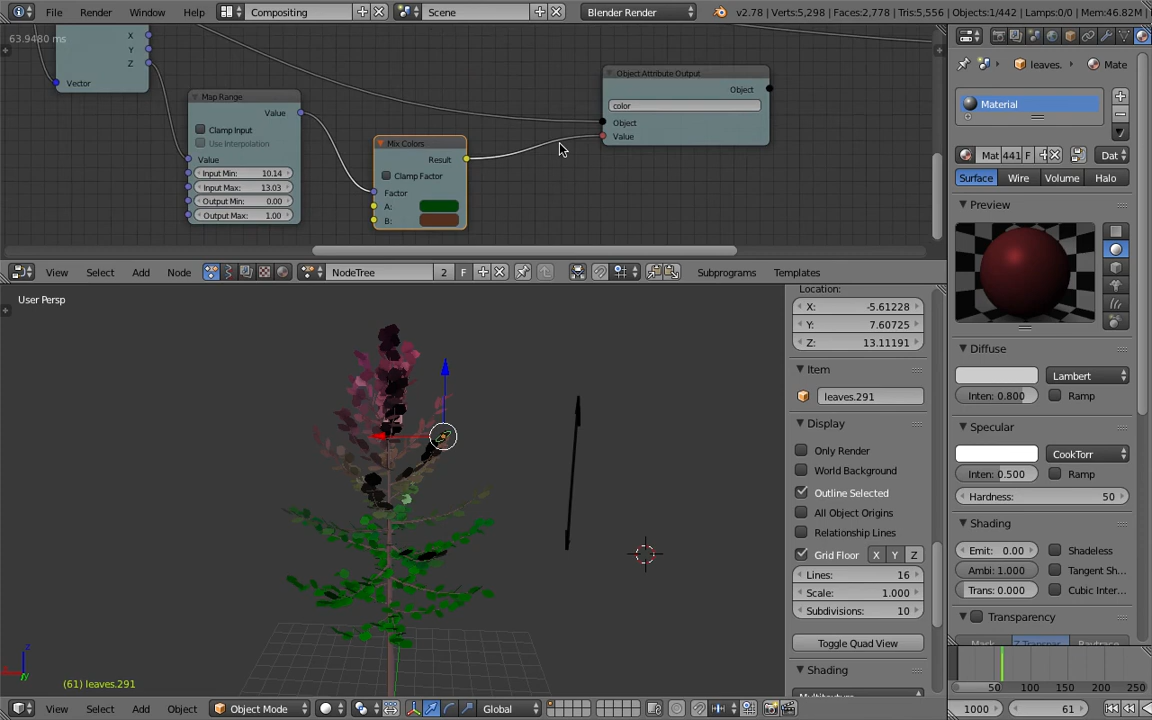 File Render Window Help Compositing Scene Blender Render v2.78 | Verts:5,298 | Faces:2,778 | Tris:5,556 | Objects:1/442 | Lamps:0/0 | Mem:46.82M
63.9480 ms
X
Y
Z
Vector
Map Range
Value
Clamp Input
Use Interpolation
Value
Input Min: 10.14
Input Max: 13.03
Output Min: 0.00
Output Max: 1.00
Mix Colors
Result
Clamp Factor
Factor
A:
B:
Object Attribute Output
Object
color
Object
Value
View Select Add Node NodeTree 2 F Subprograms Templates
User Persp
(61) leaves.291
View Select Add Object Object Mode Global
Location:
X: -5.61228
Y: 7.60725
Z: 13.11191
Item
leaves.291
Display
Only Render
World Background
Outline Selected
All Object Origins
Relationship Lines
Grid Floor X Y Z
Lines: 16
Scale: 1.000
Subdivisions: 10
Toggle Quad View
Shading
leaves. Mate
Material
Mat 441 F Dat
Surface Wire Volume Halo
Preview
Diffuse
Lambert
Inten: 0.800 Ramp
Specular
CookTorr
Inten: 0.500 Ramp
Hardness: 50
Shading
Emit: 0.00 Shadeless
Ambi: 1.000 Tangent Sh...
Trans: 0.000 Cubic Inter...
Transparency
50 100 150 200 250
1000 61